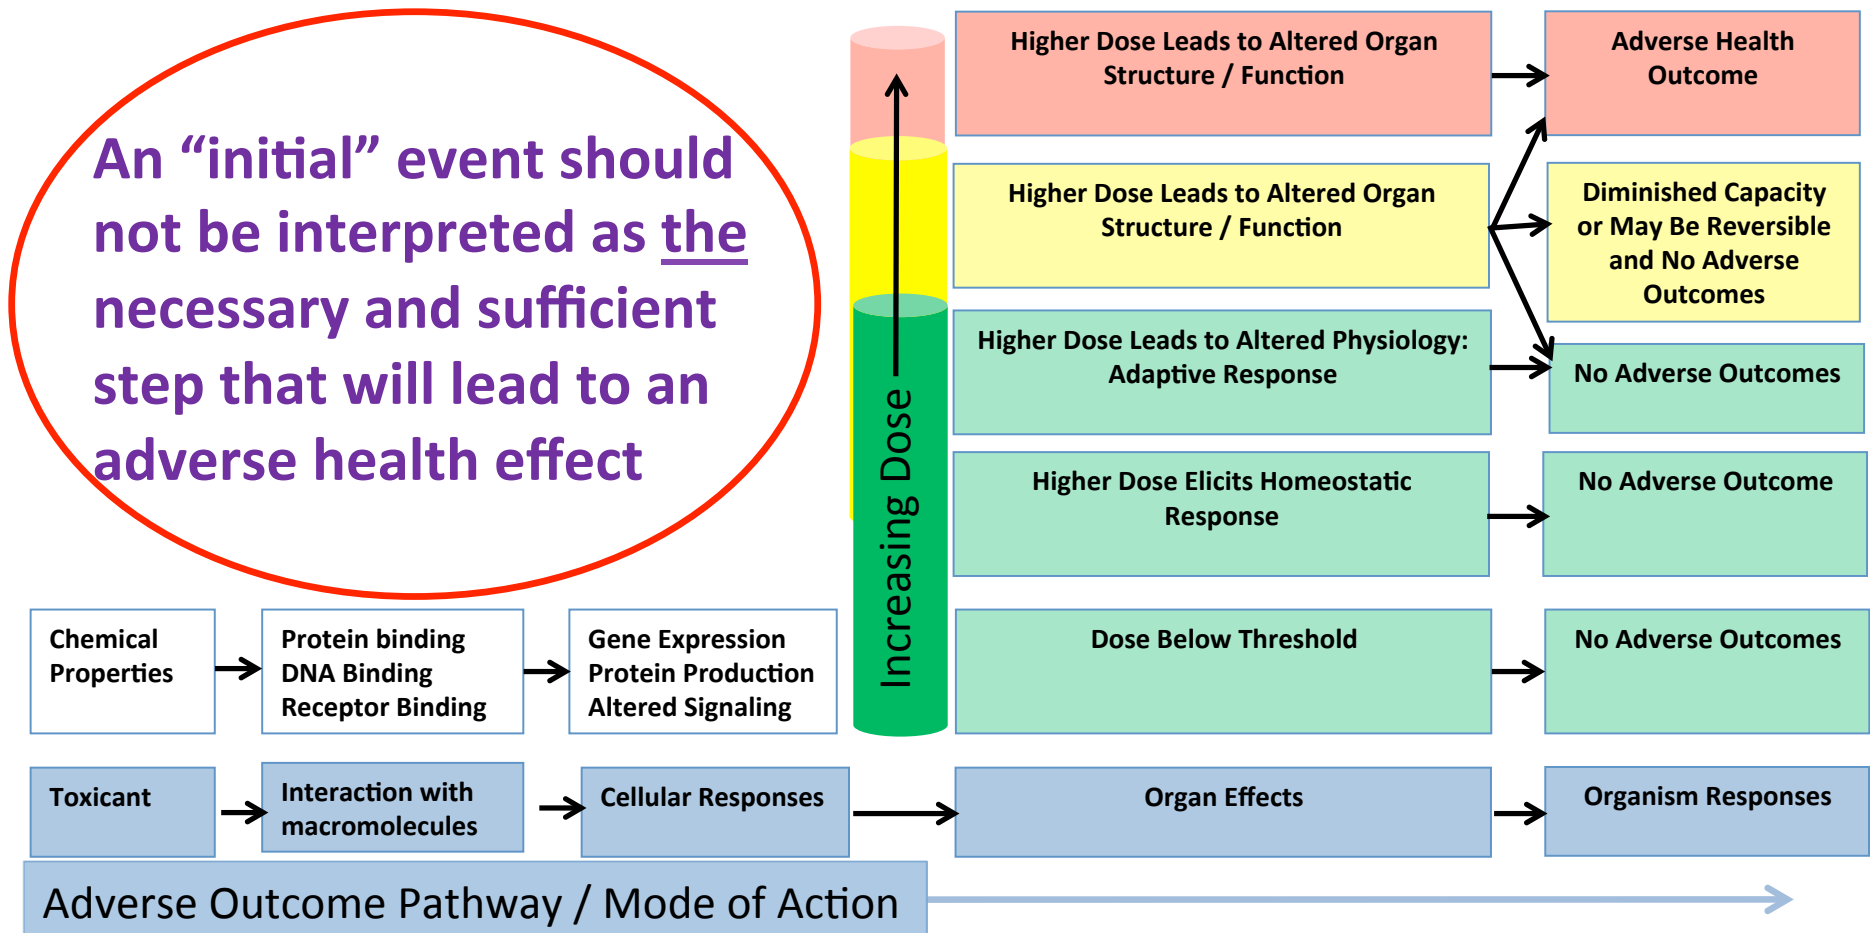 An “initial” event should
not be interpreted as the
necessary and sufficient
step that will lead to an
adverse health effect
Increasing Dose
Higher Dose Leads to Altered Organ
Structure / Function
Adverse Health
Outcome
Higher Dose Leads to Altered Organ
Structure / Function
Diminished Capacity
or May Be Reversible
and No Adverse
Outcomes
Higher Dose Leads to Altered Physiology:
Adaptive Response
No Adverse Outcomes
Higher Dose Elicits Homeostatic
Response
No Adverse Outcome
Chemical
Properties
Protein binding
DNA Binding
Receptor Binding
Gene Expression
Protein Production
Altered Signaling
Dose Below Threshold
No Adverse Outcomes
Toxicant
Interaction with
macromolecules
Cellular Responses
Organ Effects
Organism Responses
Adverse Outcome Pathway / Mode of Action